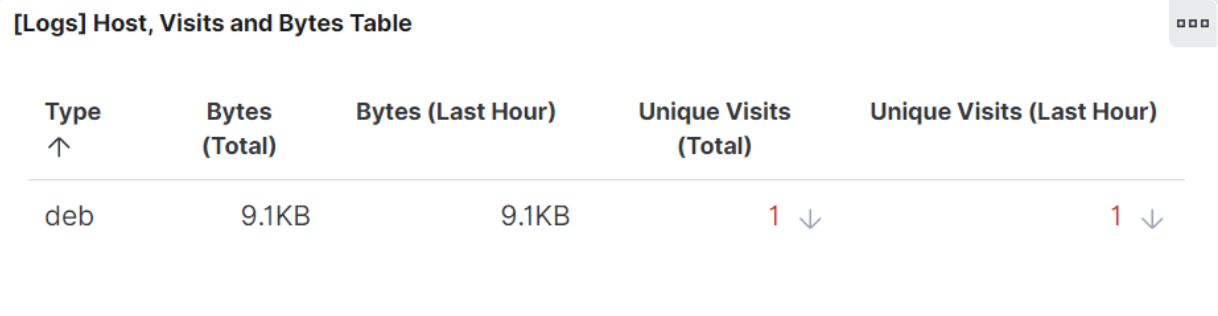 [Logs] Host, Visits and Bytes Table
Type Bytes (Total) Bytes (Last Hour) Unique Visits (Total) Unique Visits (Last Hour)
deb 9.1KB 9.1KB 1 1